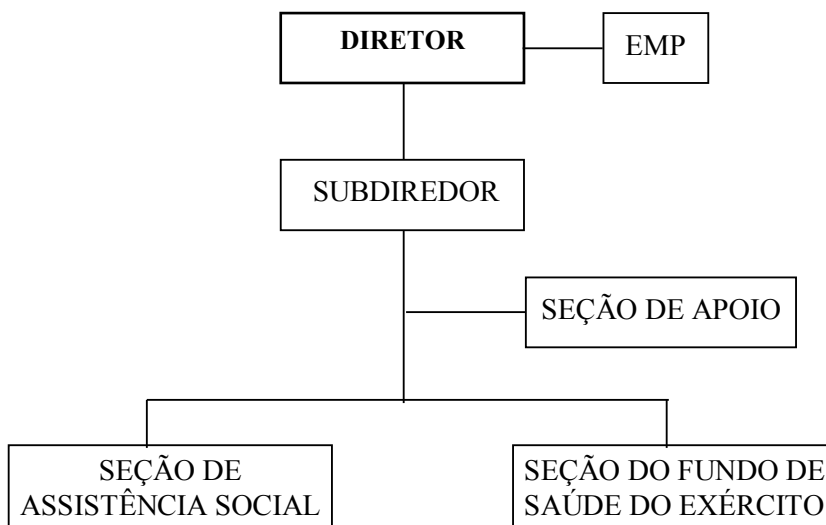 DIRETOR
EMP
SUBDIREDOR
SEÇÃO DE APOIO
SEÇÃO DE
ASSISTÊNCIA SOCIAL
SEÇÃO DO FUNDO DE
SAÚDE DO EXÉRCITO